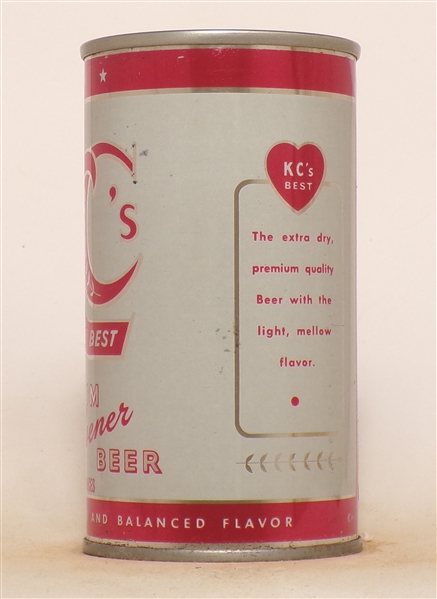 C's
BEST
M
ener
BEER
KC's
BEST
The extra dry,
premium quality
Beer with the
light, mellow
flavor.
AND BALANCED FLAVOR